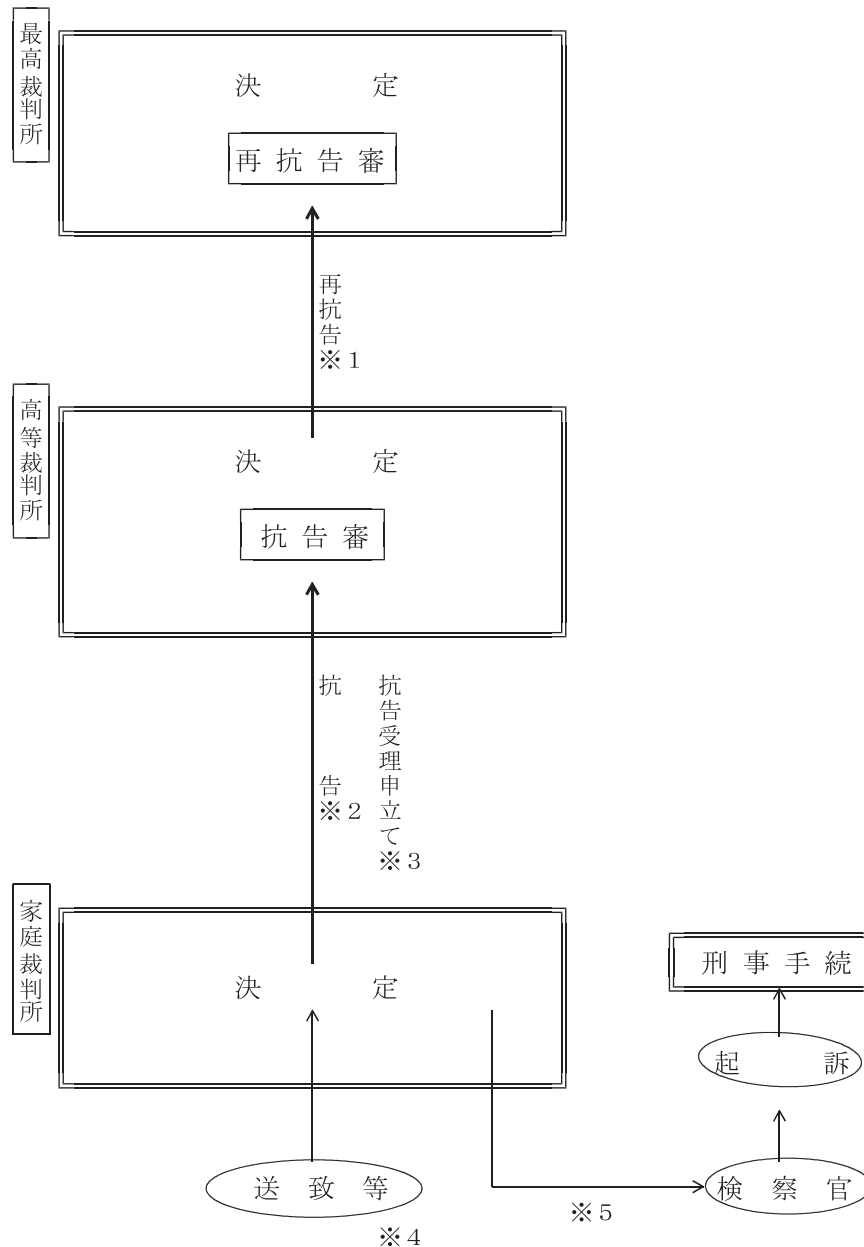 最高裁判所
決定
再抗告審
再抗告※1
高等裁判所
決定
抗告審
抗告※2
抗告受理申立て※3
家庭裁判所
決定
刑事手続
起訴
送致等
※4
※5
検察官